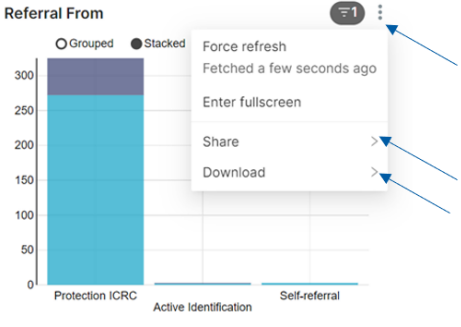 Referral From
1
Grouped
Stacked
Force refresh
Fetched a few seconds ago
Enter fullscreen
Share
Download
300
250
200
150
100
50
0
Protection ICRC
Active Identification
Self-referral